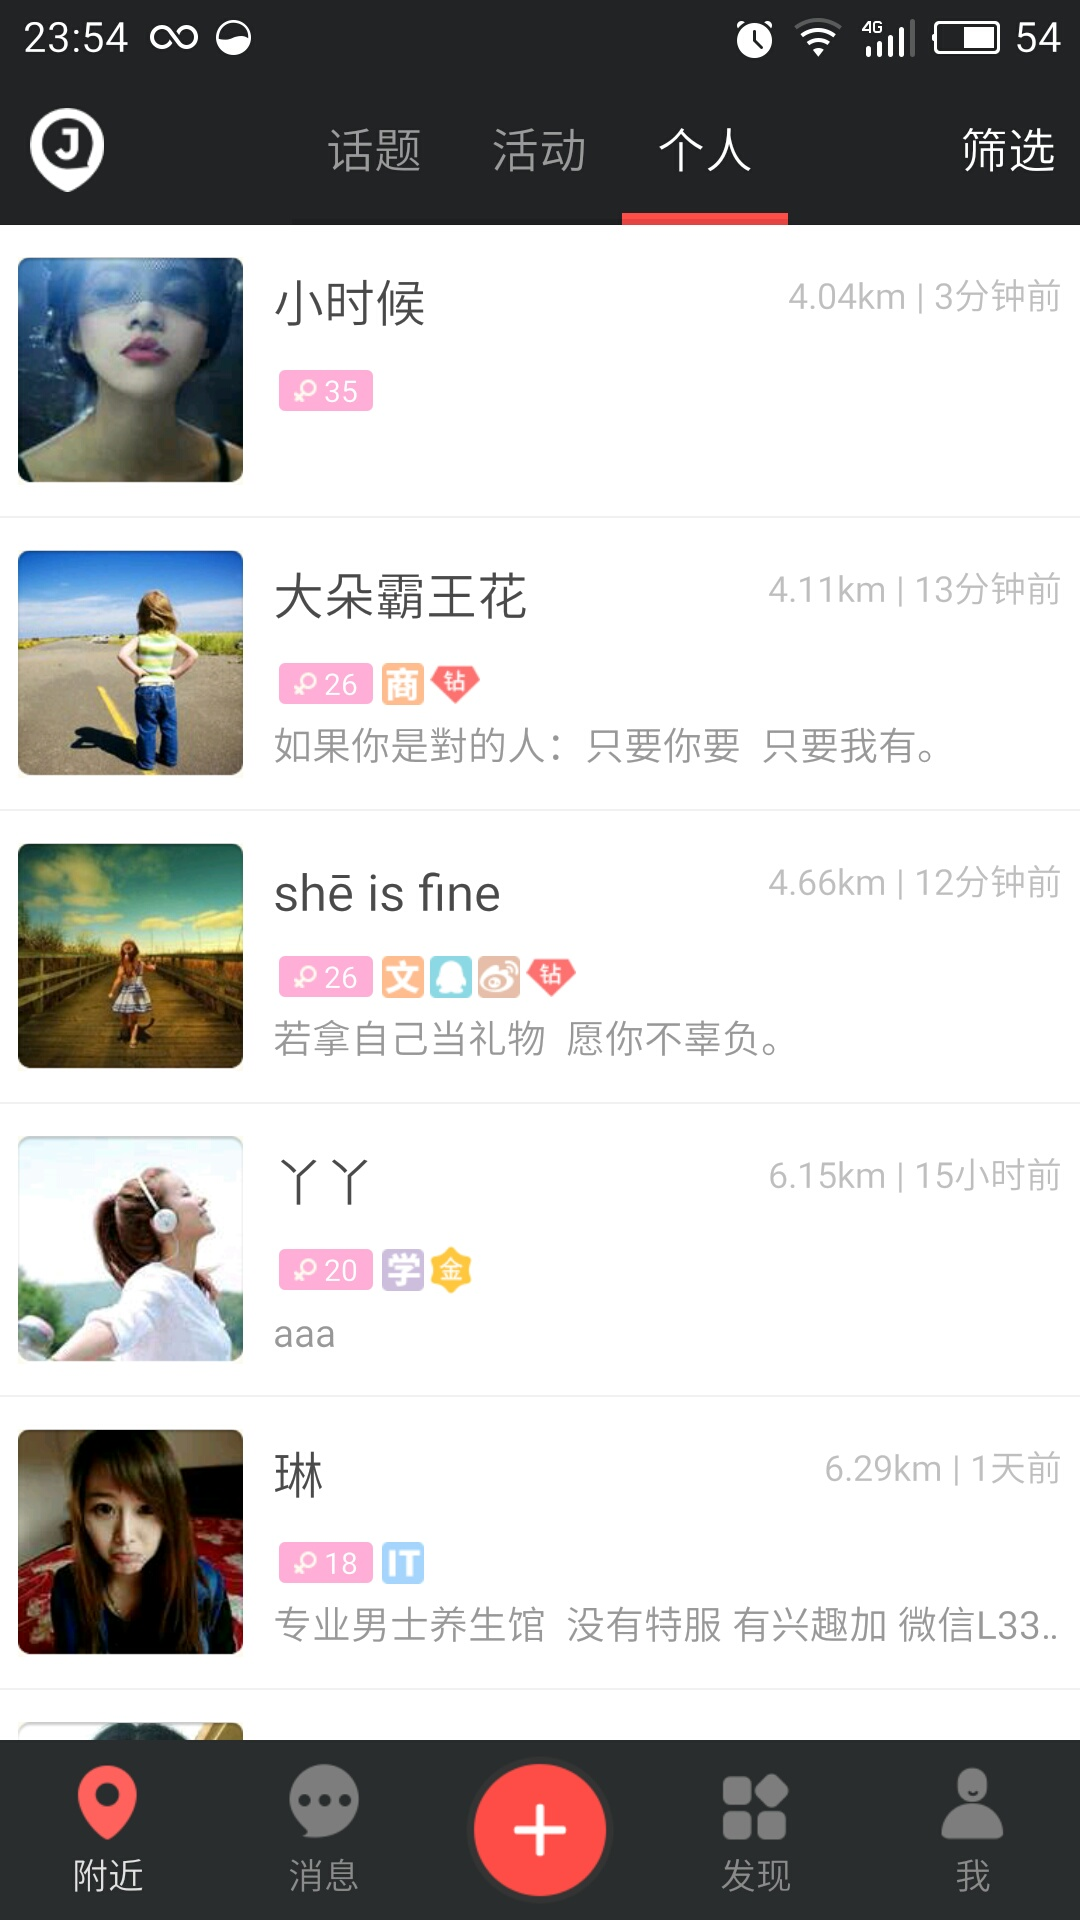 23:54 4G 54
J 话题 活动 个人 筛选
小时候 4.04km | 3分钟前
35
大朵霸王花 4.11km | 13分钟前
26 商 钻
如果你是對的人：只要你要 只要我有。
shē is fine 4.66km | 12分钟前
26 文 钻
若拿自己当礼物 愿你不辜负。
丫丫 6.15km | 15小时前
20 学 金
aaa
琳 6.29km | 1天前
18 IT
专业男士养生馆 没有特服 有兴趣加 微信L33..
附近 消息 发现 我